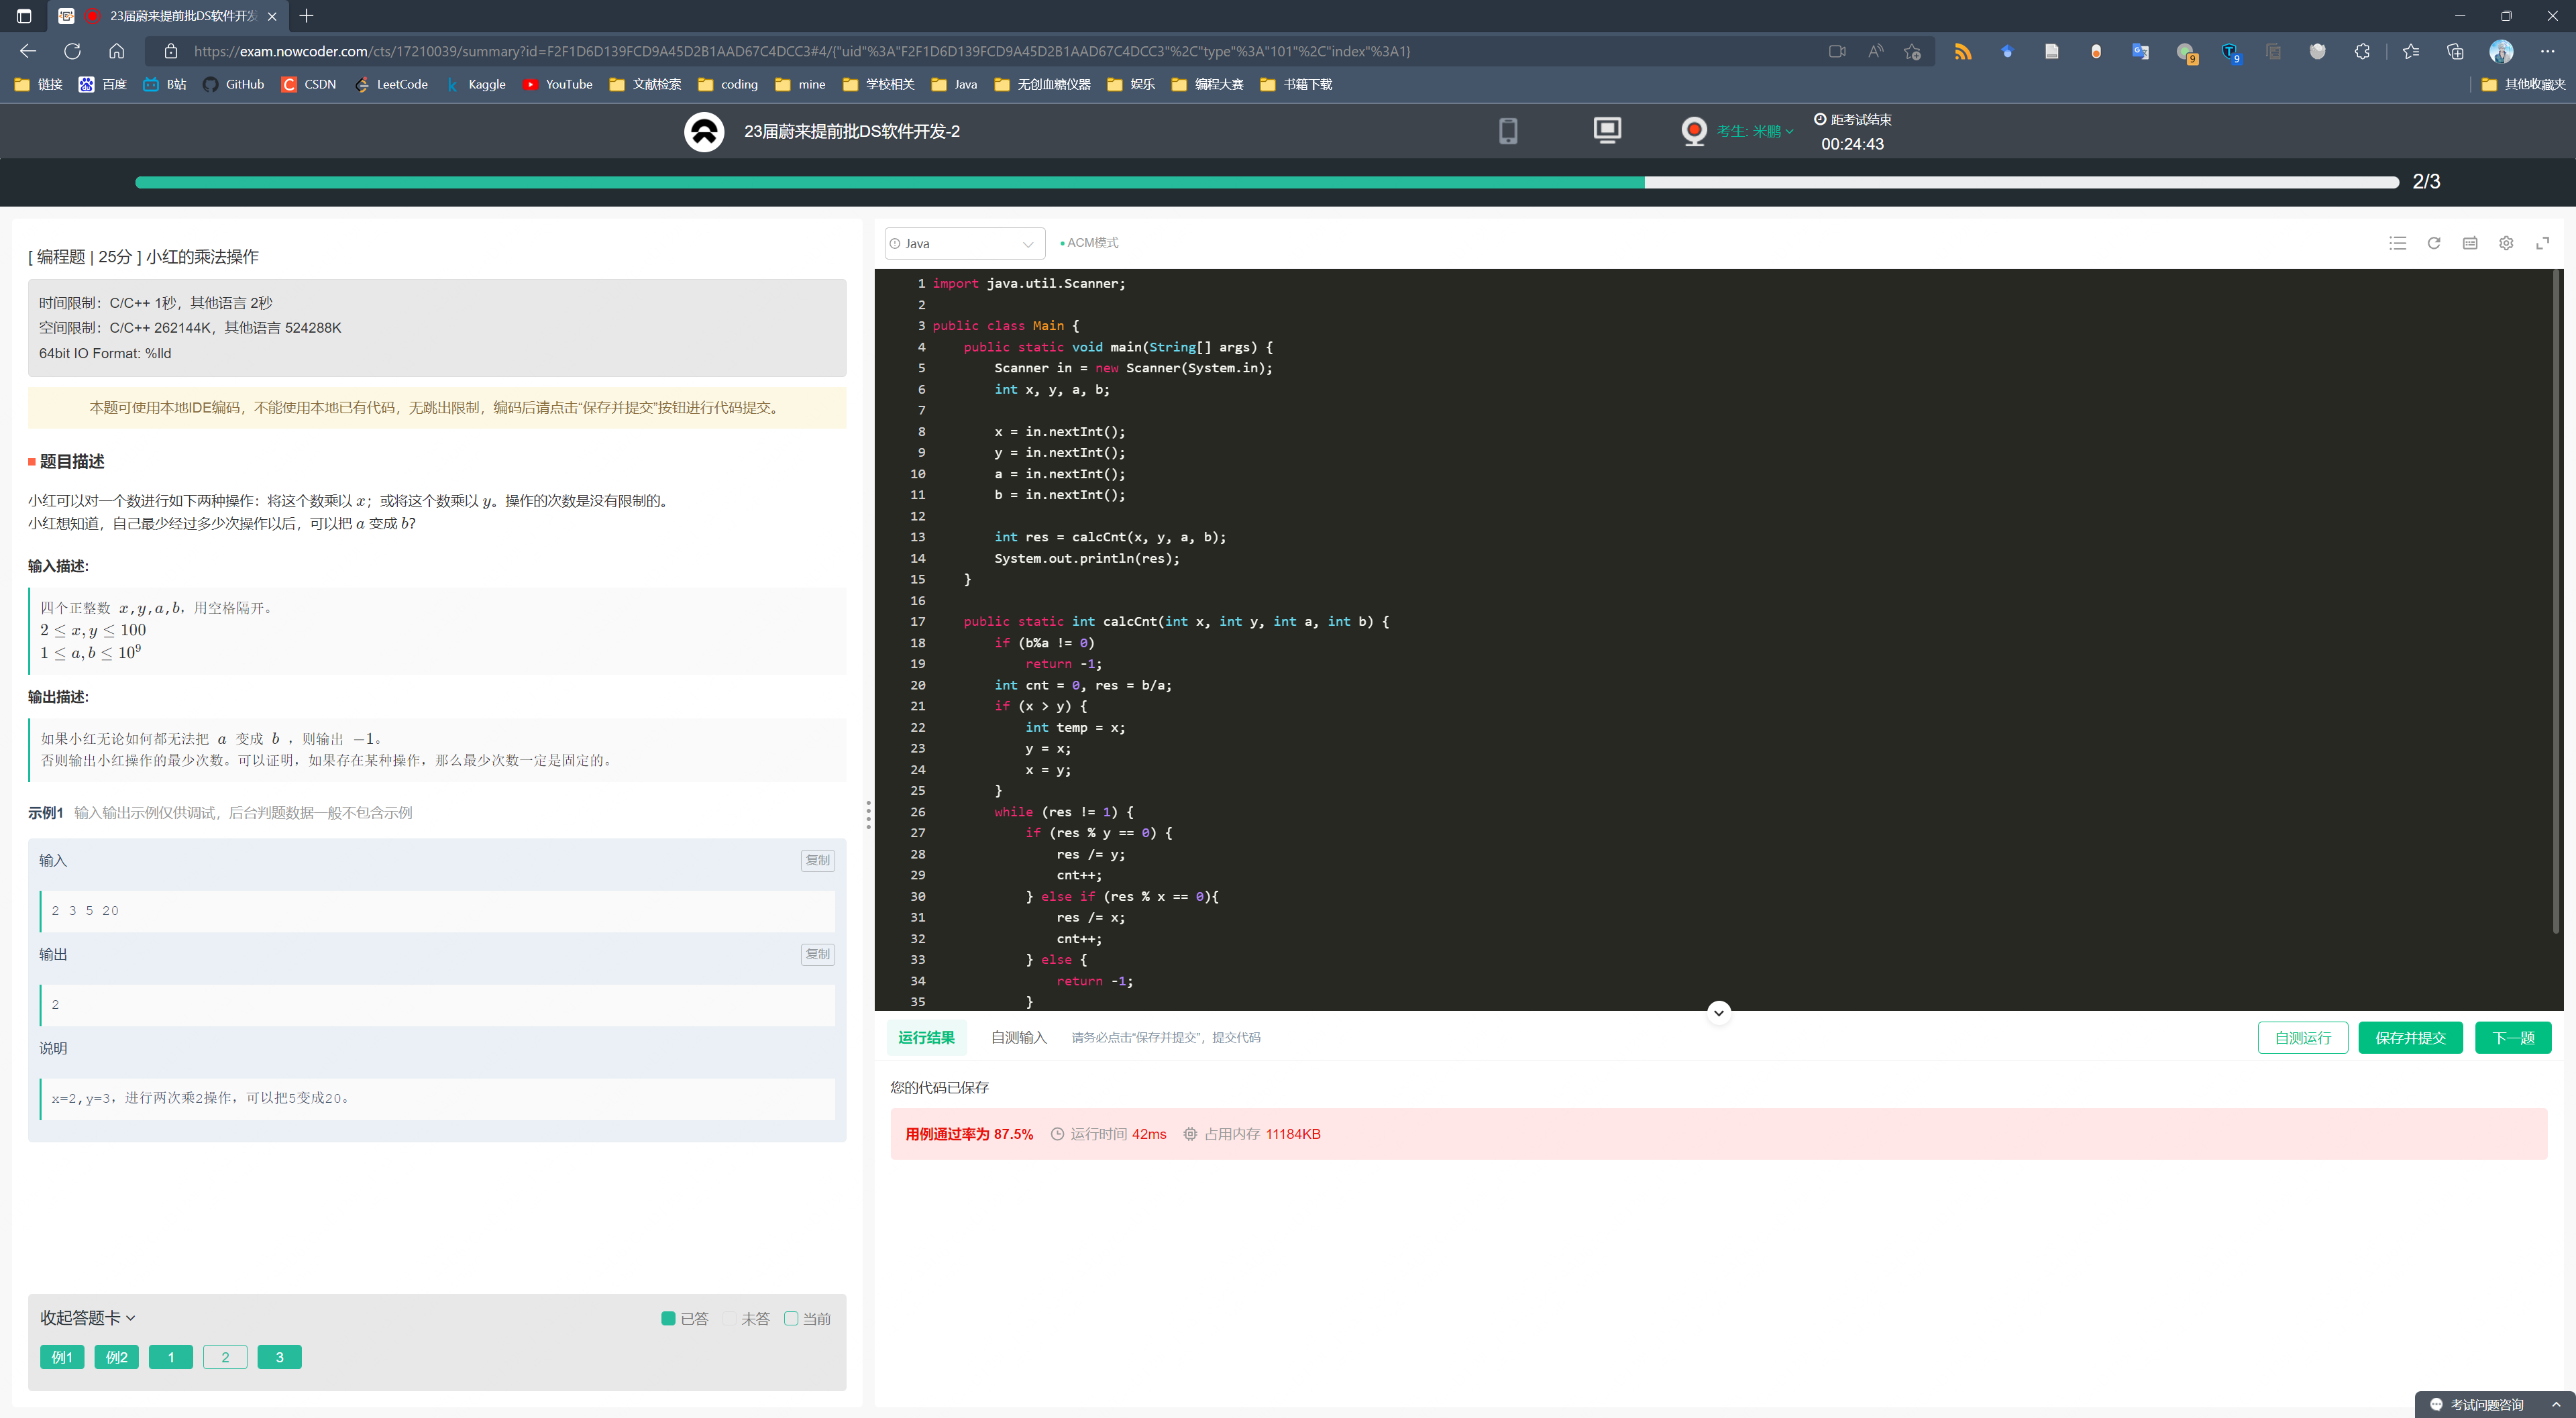 23届蔚来提前批DS软件开发
https://exam.nowcoder.com/cts/17210039/summary?id=F2F1D6D139FCD9A45D2B1AAD67C4DCC3#4/{"uid"%3A"F2F1D6D139FCD9A45D2B1AAD67C4DCC3"%2C"type"%3A"101"%2C"index"%3A1}
链接 百度 B站 GitHub CSDN LeetCode Kaggle YouTube 文献检索 coding mine 学校相关 Java 无创血糖仪器 娱乐 编程大赛 书籍下载 其他收藏夹
23届蔚来提前批DS软件开发-2
考生: 米鹏
距考试结束
00:24:43
2/3
[ 编程题 | 25分 ] 小红的乘法操作
时间限制：C/C++ 1秒，其他语言 2秒
空间限制：C/C++ 262144K，其他语言 524288K
64bit IO Format: %lld
本题可使用本地IDE编码，不能使用本地已有代码，无跳出限制，编码后请点击“保存并提交”按钮进行代码提交。
题目描述
小红可以对一个数进行如下两种操作：将这个数乘以 x；或将这个数乘以 y。操作的次数是没有限制的。
小红想知道，自己最少经过多少次操作以后，可以把 a 变成 b?
输入描述:
四个正整数 x,y,a,b，用空格隔开。
2 ≤ x, y ≤ 100
1 ≤ a, b ≤ 10⁹
输出描述:
如果小红无论如何都无法把 a 变成 b ，则输出 −1。
否则输出小红操作的最少次数。可以证明，如果存在某种操作，那么最少次数一定是固定的。
示例1 输入输出示例仅供调试，后台判题数据一般不包含示例
输入 复制
2 3 5 20
输出 复制
2
说明
x=2,y=3，进行两次乘2操作，可以把5变成20。
收起答题卡 已答 未答 当前
例1 例2 1 2 3
Java ACM模式
1 import java.util.Scanner;
2
3 public class Main {
4 public static void main(String[] args) {
5 Scanner in = new Scanner(System.in);
6 int x, y, a, b;
7
8 x = in.nextInt();
9 y = in.nextInt();
10 a = in.nextInt();
11 b = in.nextInt();
12
13 int res = calcCnt(x, y, a, b);
14 System.out.println(res);
15 }
16
17 public static int calcCnt(int x, int y, int a, int b) {
18 if (b%a != 0)
19 return -1;
20 int cnt = 0, res = b/a;
21 if (x > y) {
22 int temp = x;
23 y = x;
24 x = y;
25 }
26 while (res != 1) {
27 if (res % y == 0) {
28 res /= y;
29 cnt++;
30 } else if (res % x == 0){
31 res /= x;
32 cnt++;
33 } else {
34 return -1;
35 }
运行结果 自测输入 请务必点击“保存并提交”，提交代码 自测运行 保存并提交 下一题
您的代码已保存
用例通过率为 87.5% 运行时间 42ms 占用内存 11184KB
考试问题咨询